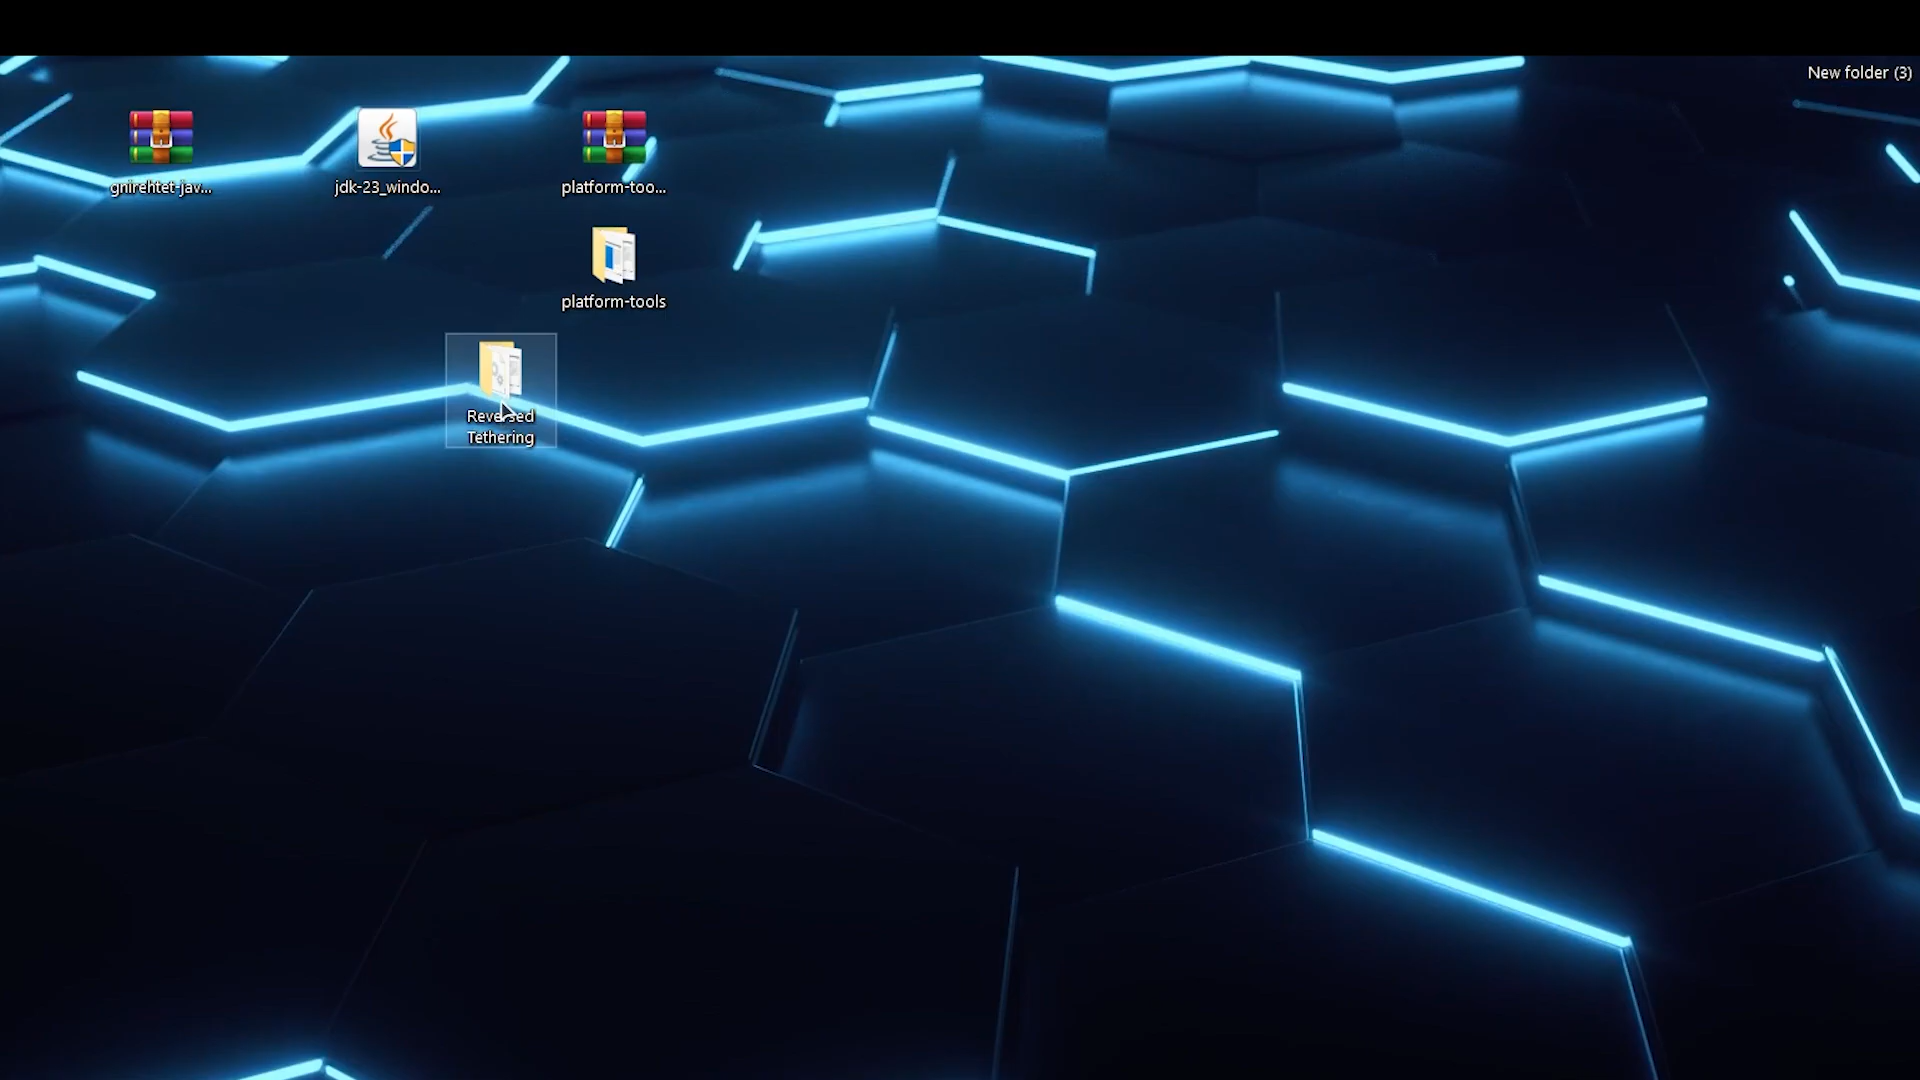 New folder (3)
gnirehtet-jav...
jdk-23_windo...
platform-too...
platform-tools
Reversed
Tethering